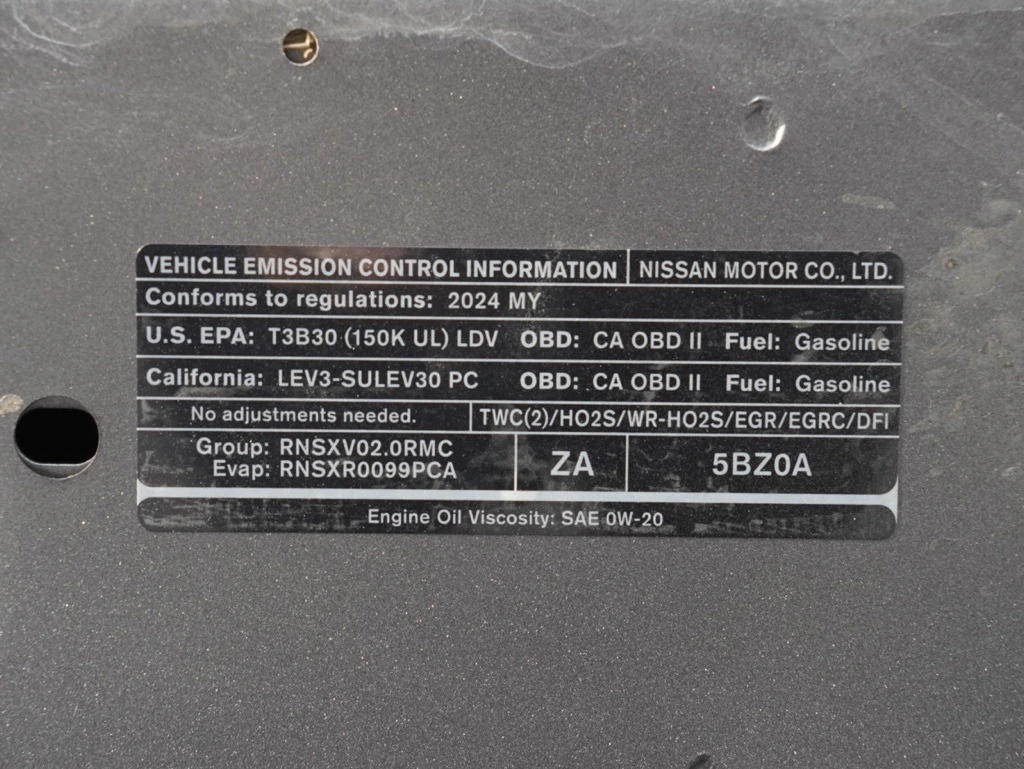 VEHICLE EMISSION CONTROL INFORMATION NISSAN MOTOR CO., LTD.
Conforms to regulations: 2024 MY
U.S. EPA: T3B30 (150K UL) LDV OBD: CA OBD II Fuel: Gasoline
California: LEV3-SULEV30 PC OBD: CA OBD II Fuel: Gasoline
No adjustments needed. TWC(2)/HO2S/WR-HO2S/EGR/EGRC/DFI
Group: RNSXV02.0RMC
Evap: RNSXR0099PCA
ZA
5BZ0A
Engine Oil Viscosity: SAE 0W-20